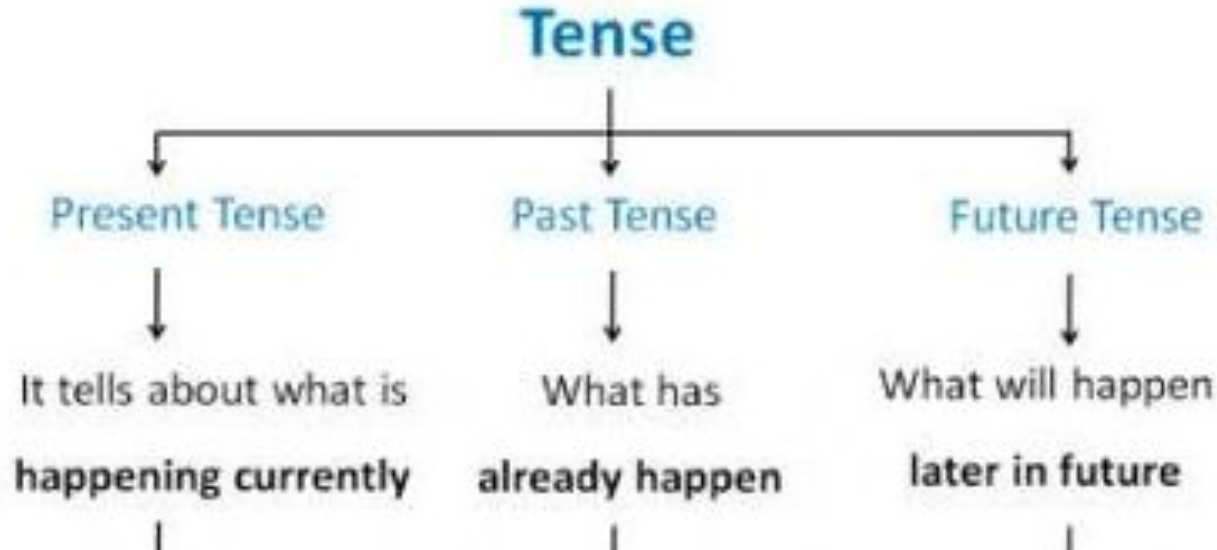 Tense
Present Tense
Past Tense
Future Tense
It tells about what is
happening currently
What has
already happen
What will happen
later in future